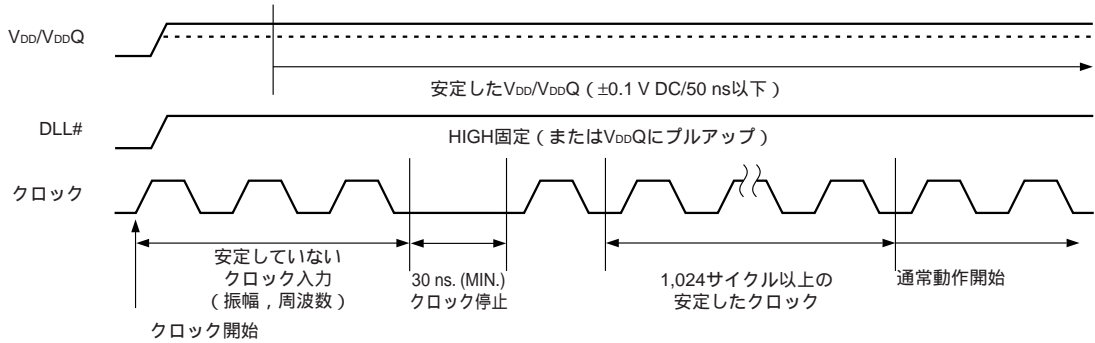 VDD/VDDQ
安定したVDD/VDDQ（±0.1 V DC/50 ns以下）
DLL#
HIGH固定（またはVDDQにプルアップ）
クロック
安定していない
クロック入力
（振幅，周波数）
30 ns. (MIN.)
クロック停止
1,024サイクル以上の
安定したクロック
通常動作開始
クロック開始